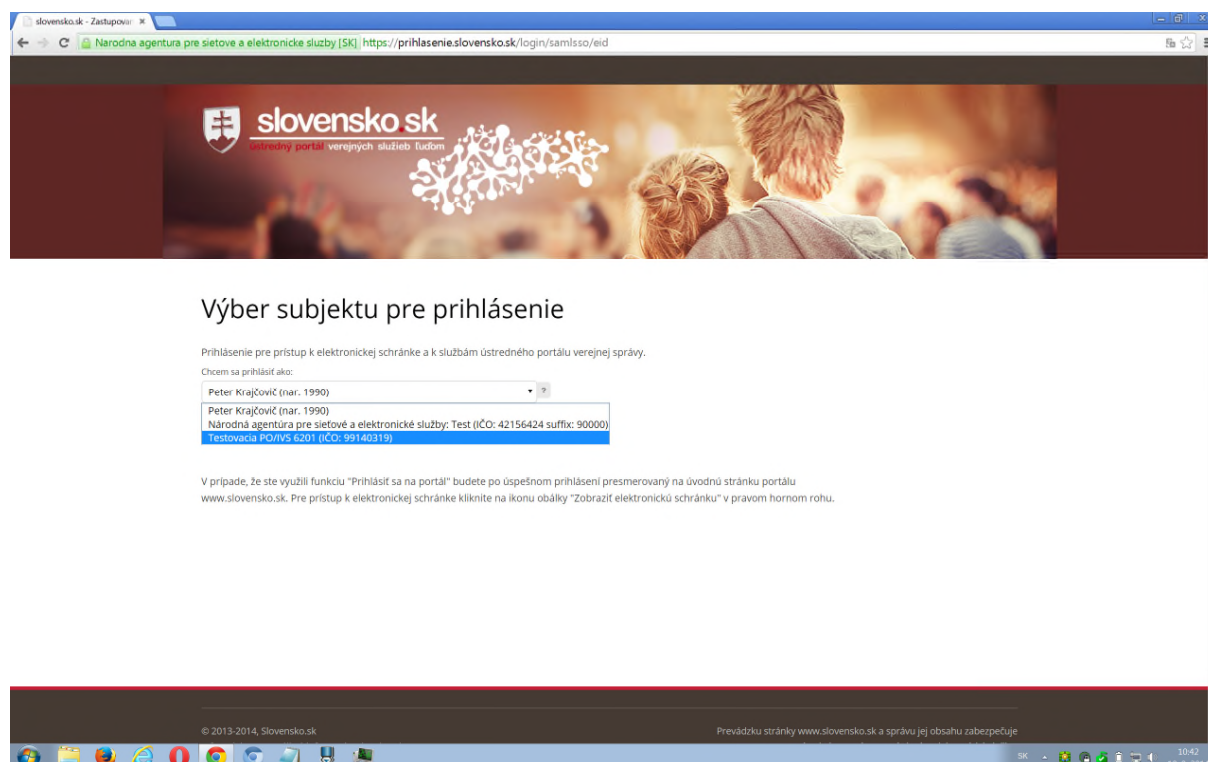 slovensko.sk - Zastupovan
Narodna agentura pre sietove a elektronicke sluzby [SK] https://prihlasenie.slovensko.sk/login/samlsso/eid
slovensko.sk
ústredný portál verejných služieb ľuďom
Výber subjektu pre prihlásenie
Prihlásenie pre prístup k elektronickej schránke a k službám ústredného portálu verejnej správy.
Chcem sa prihlásiť ako:
Peter Krajčovič (nar. 1990) ?
Peter Krajčovič (nar. 1990)
Národná agentúra pre sieťové a elektronické služby: Test (IČO: 42156424 suffix: 90000)
Testovacia PO/IVS 6201 (IČO: 99140319)
V prípade, že ste využili funkciu "Prihlásiť sa na portál" budete po úspešnom prihlásení presmerovaný na úvodnú stránku portálu
www.slovensko.sk. Pre prístup k elektronickej schránke kliknite na ikonu obálky "Zobraziť elektronickú schránku" v pravom hornom rohu.
© 2013-2014, Slovensko.sk
Prevádzku stránky www.slovensko.sk a správu jej obsahu zabezpečuje
SK
10:42